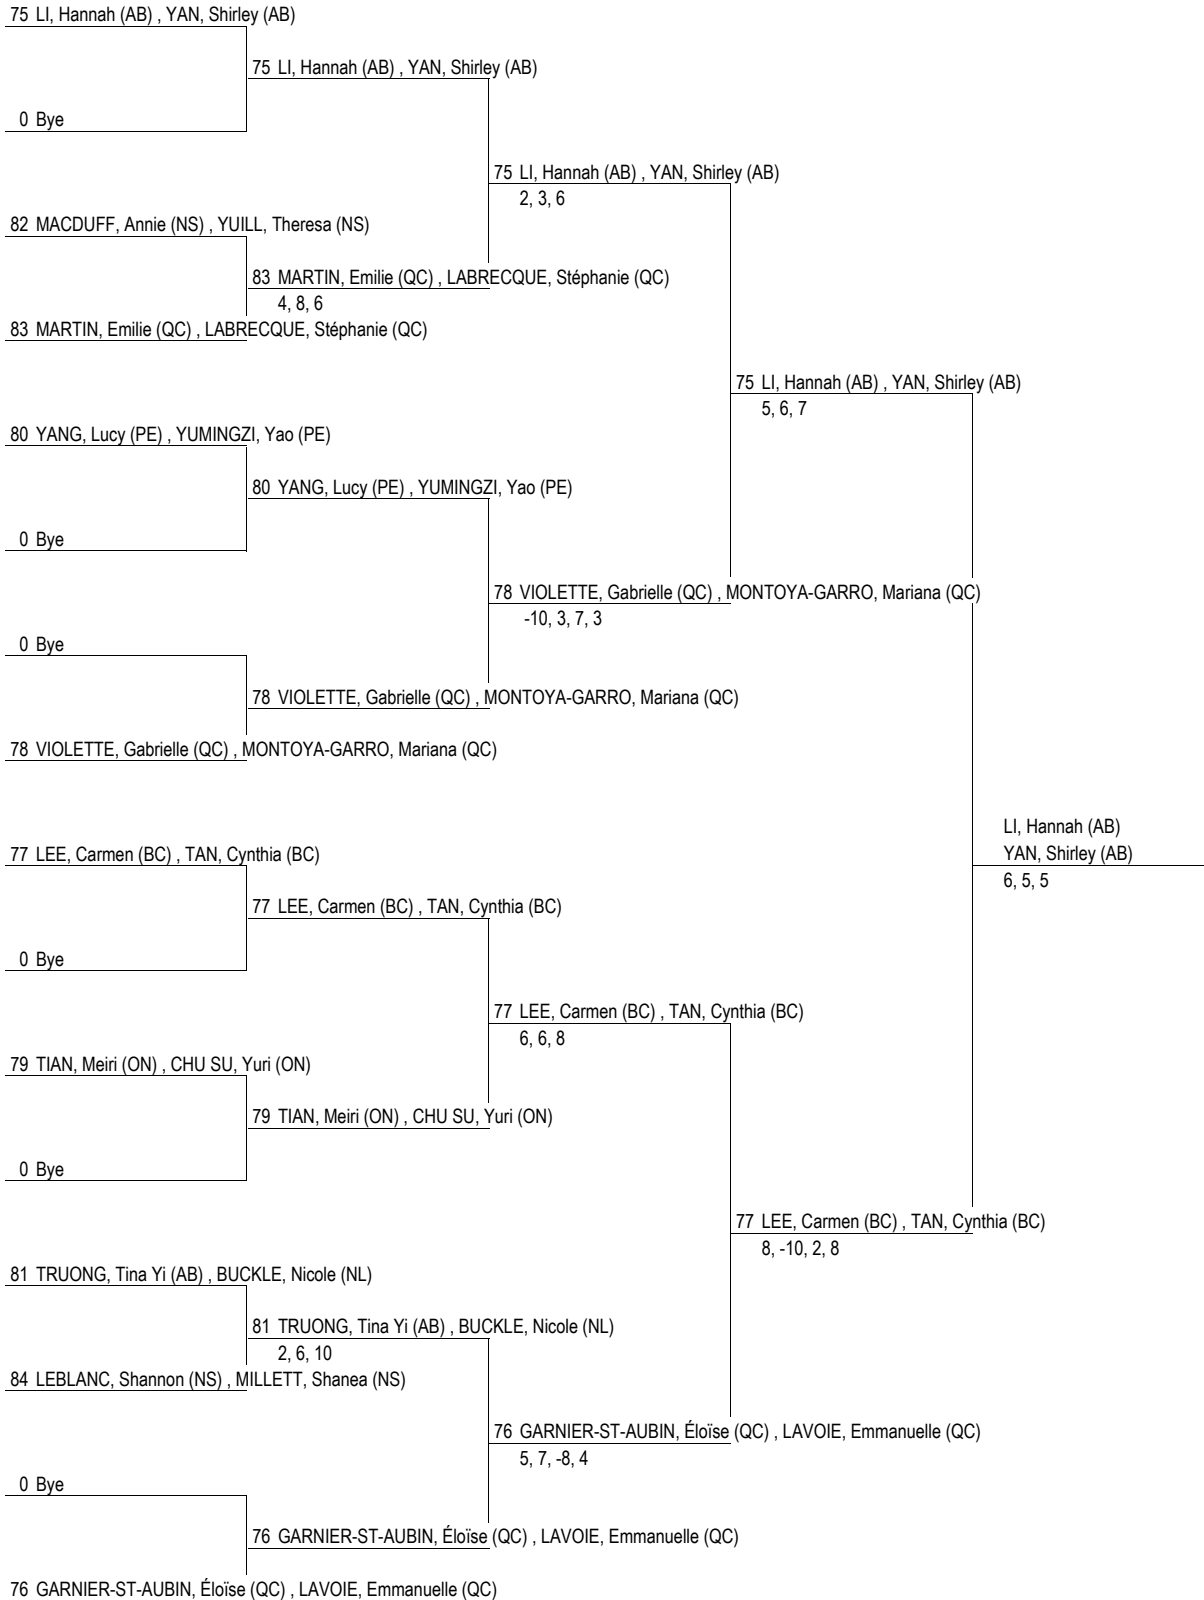 75 LI, Hannah (AB) , YAN, Shirley (AB)
75 LI, Hannah (AB) , YAN, Shirley (AB)
0 Bye
75 LI, Hannah (AB) , YAN, Shirley (AB)
2, 3, 6
82 MACDUFF, Annie (NS) , YUILL, Theresa (NS)
83 MARTIN, Emilie (QC) , LABRECQUE, Stéphanie (QC)
4, 8, 6
83 MARTIN, Emilie (QC) , LABRECQUE, Stéphanie (QC)
75 LI, Hannah (AB) , YAN, Shirley (AB)
5, 6, 7
80 YANG, Lucy (PE) , YUMINGZI, Yao (PE)
80 YANG, Lucy (PE) , YUMINGZI, Yao (PE)
0 Bye
78 VIOLETTE, Gabrielle (QC) , MONTOYA-GARRO, Mariana (QC)
-10, 3, 7, 3
0 Bye
78 VIOLETTE, Gabrielle (QC) , MONTOYA-GARRO, Mariana (QC)
78 VIOLETTE, Gabrielle (QC) , MONTOYA-GARRO, Mariana (QC)
LI, Hannah (AB)
YAN, Shirley (AB)
6, 5, 5
77 LEE, Carmen (BC) , TAN, Cynthia (BC)
77 LEE, Carmen (BC) , TAN, Cynthia (BC)
0 Bye
77 LEE, Carmen (BC) , TAN, Cynthia (BC)
6, 6, 8
79 TIAN, Meiri (ON) , CHU SU, Yuri (ON)
79 TIAN, Meiri (ON) , CHU SU, Yuri (ON)
0 Bye
77 LEE, Carmen (BC) , TAN, Cynthia (BC)
8, -10, 2, 8
81 TRUONG, Tina Yi (AB) , BUCKLE, Nicole (NL)
81 TRUONG, Tina Yi (AB) , BUCKLE, Nicole (NL)
2, 6, 10
84 LEBLANC, Shannon (NS) , MILLETT, Shanea (NS)
76 GARNIER-ST-AUBIN, Éloïse (QC) , LAVOIE, Emmanuelle (QC)
5, 7, -8, 4
0 Bye
76 GARNIER-ST-AUBIN, Éloïse (QC) , LAVOIE, Emmanuelle (QC)
76 GARNIER-ST-AUBIN, Éloïse (QC) , LAVOIE, Emmanuelle (QC)